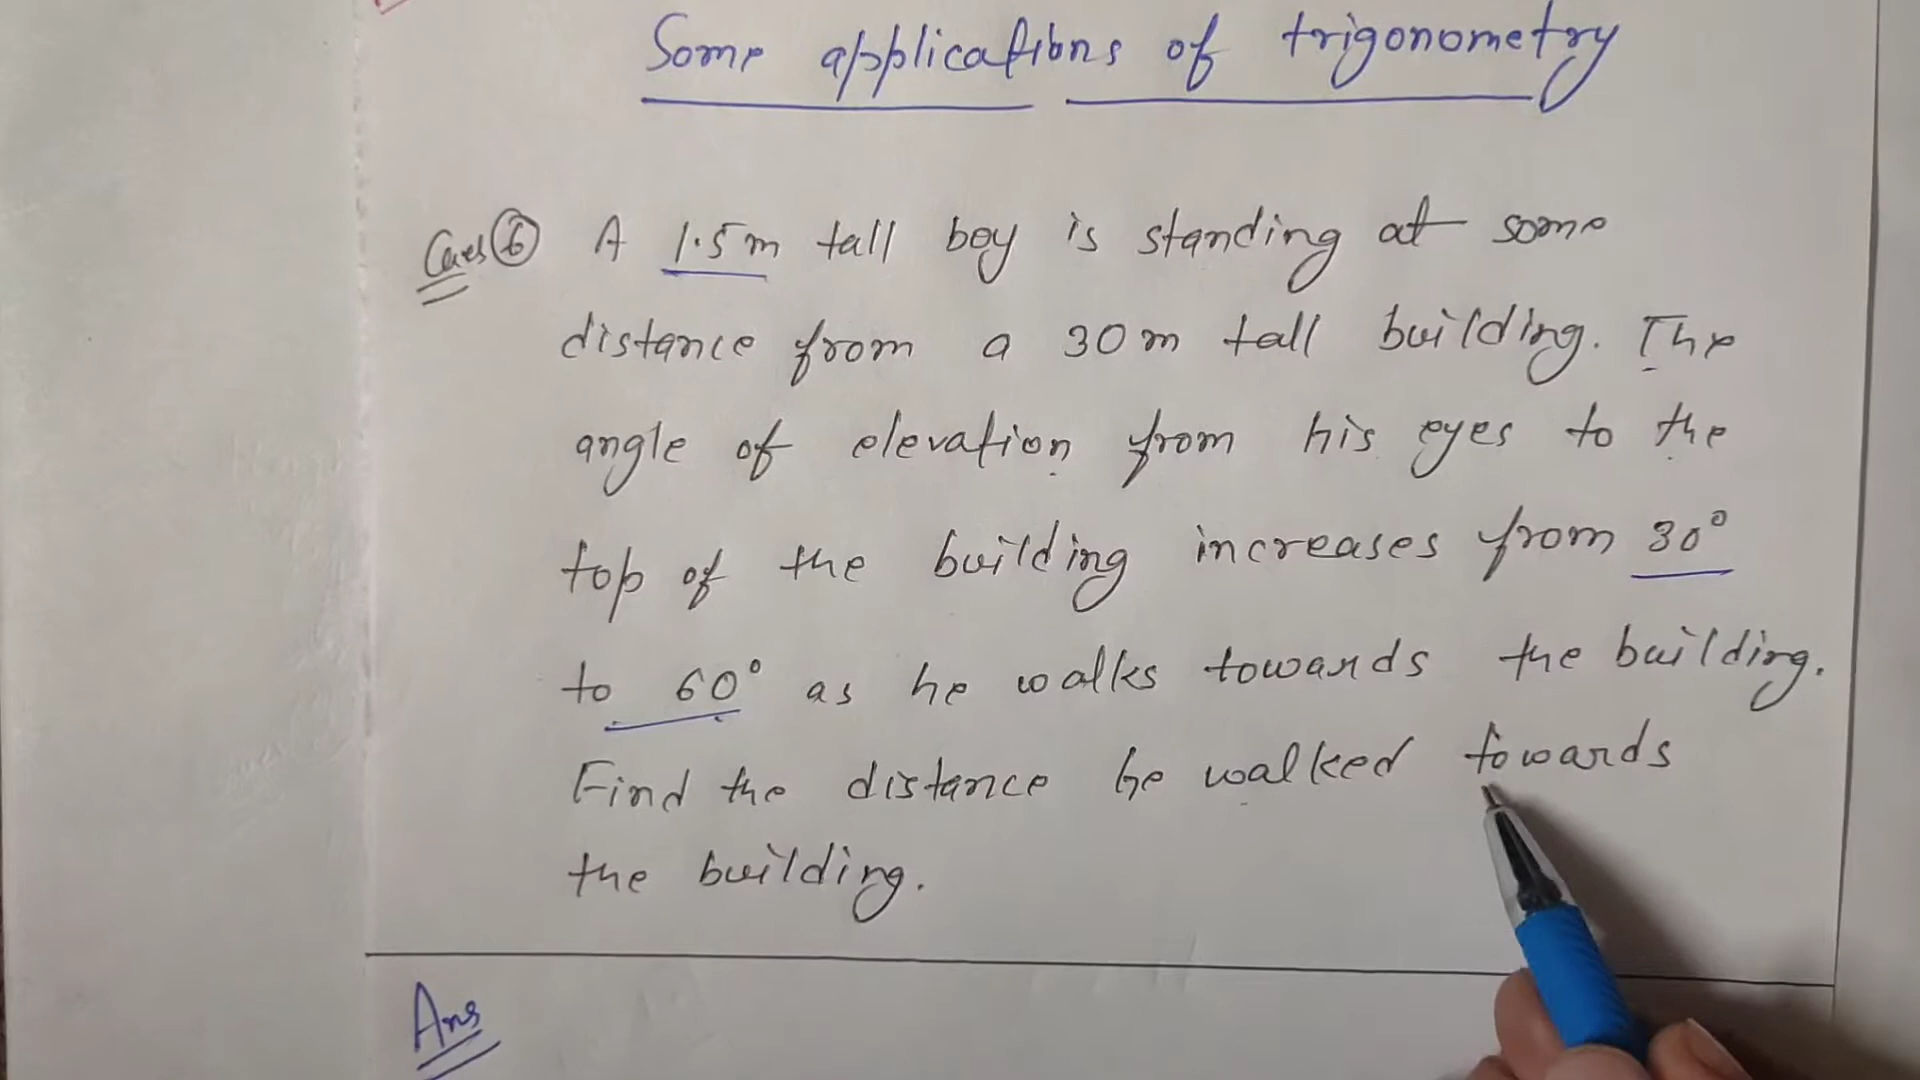 Some applications of trigonometry
Ques 6 A 1.5 m tall boy is standing at some
distance from a 30 m tall building. The
angle of elevation from his eyes to the
top of the building increases from 30°
to 60° as he walks towards the building.
Find the distance he walked towards
the building.
Ans